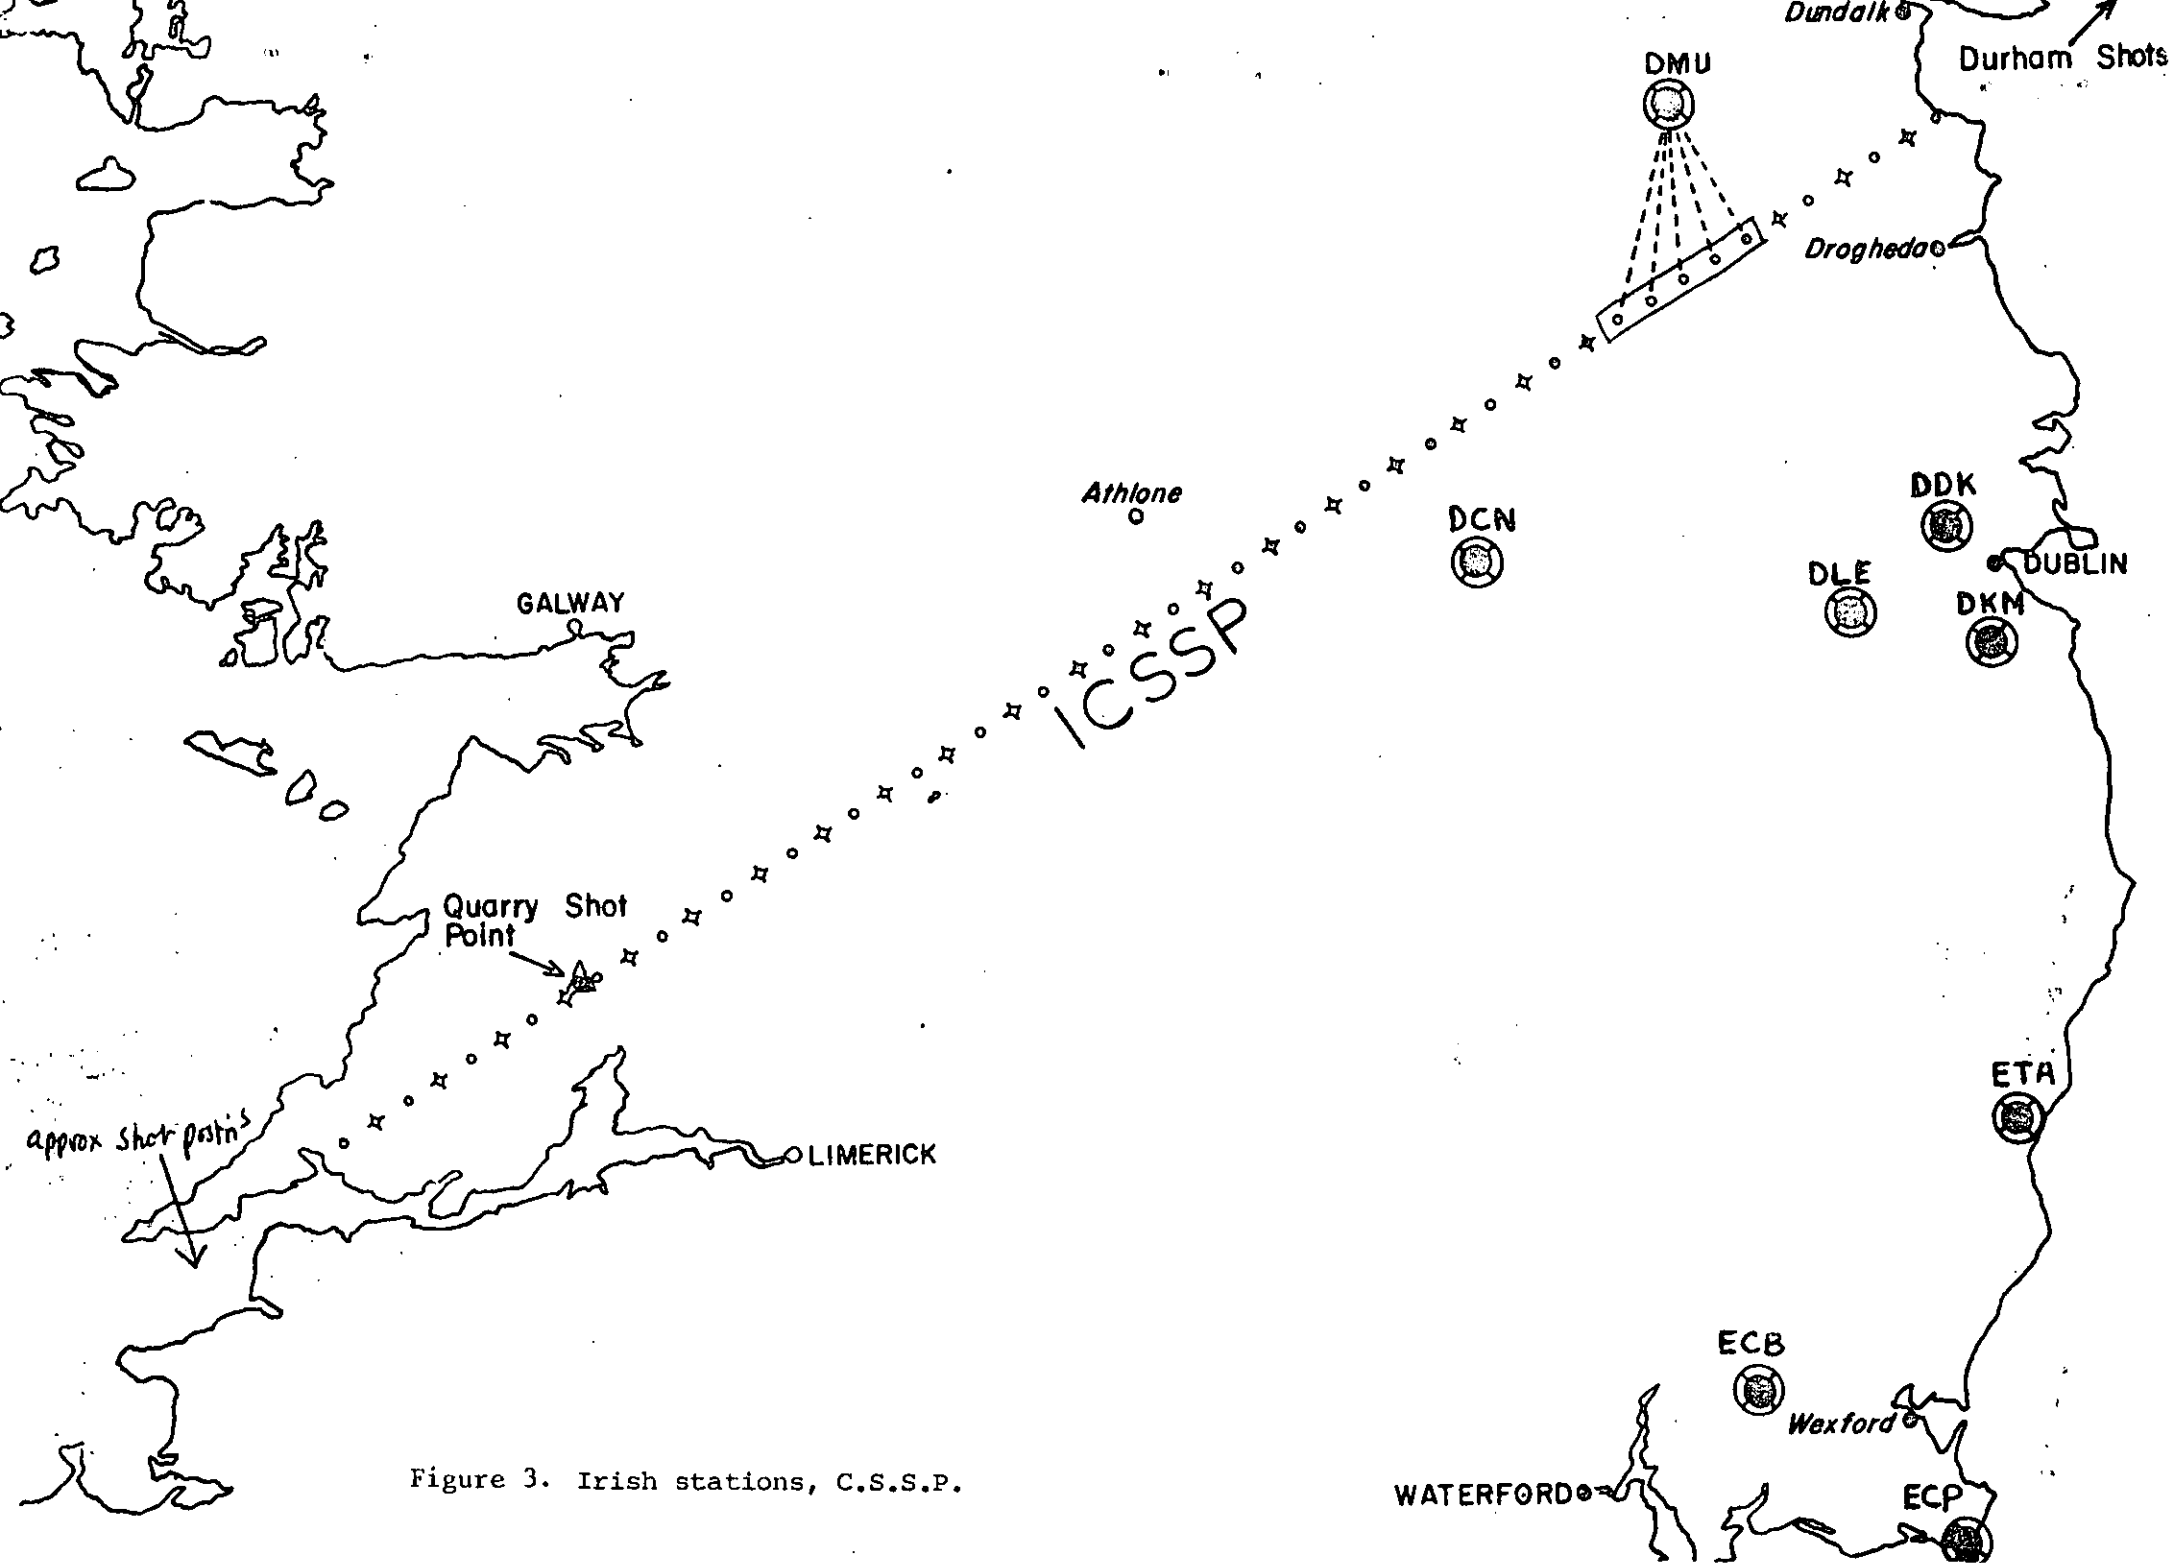 Dundalk
Durham Shots
DMU
Drogheda
Athlone
DCN
DDK
DUBLIN
DLE
DKM
GALWAY
ICSSP
Quarry Shot
Point
ETA
approx shot postn's
LIMERICK
ECB
Wexford
Figure 3. Irish stations, C.S.S.P.
WATERFORD
ECP